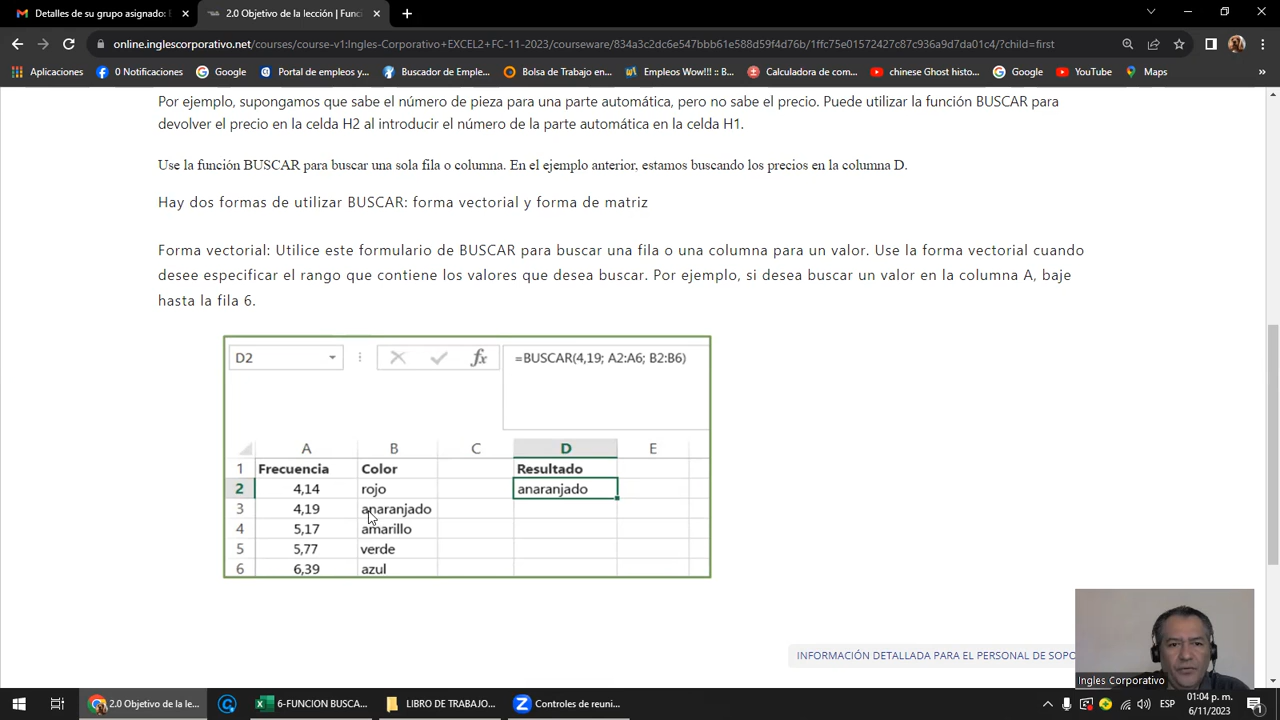 Detalles de su grupo asignado: I
2.0 Objetivo de la lección | Funci
online.inglescorporativo.net/courses/course-v1:Ingles-Corporativo+EXCEL2+FC-11-2023/courseware/834a3c2dc6e547bbb61e588d59f4d76b/1ffc75e01572427c87c936a9d7da01c4/?child=first
Aplicaciones
0 Notificaciones
Google
Portal de empleos y...
Buscador de Emple...
Bolsa de Trabajo en...
Empleos Wow!!! :: B...
Calculadora de com...
chinese Ghost histo...
Google
YouTube
Maps
Por ejemplo, supongamos que sabe el número de pieza para una parte automática, pero no sabe el precio. Puede utilizar la función BUSCAR para
devolver el precio en la celda H2 al introducir el número de la parte automática en la celda H1.
Use la función BUSCAR para buscar una sola fila o columna. En el ejemplo anterior, estamos buscando los precios en la columna D.
Hay dos formas de utilizar BUSCAR: forma vectorial y forma de matriz
Forma vectorial: Utilice este formulario de BUSCAR para buscar una fila o una columna para un valor. Use la forma vectorial cuando
desee especificar el rango que contiene los valores que desea buscar. Por ejemplo, si desea buscar un valor en la columna A, baje
hasta la fila 6.
D2 fx =BUSCAR(4,19; A2:A6; B2:B6)
A B C D E
1 Frecuencia Color Resultado
2 4,14 rojo anaranjado
3 4,19 anaranjado
4 5,17 amarillo
5 5,77 verde
6 6,39 azul
INFORMACIÓN DETALLADA PARA EL PERSONAL DE SOPO
Ingles Corporativo
2.0 Objetivo de la le...
6-FUNCION BUSCA...
LIBRO DE TRABAJO...
Controles de reuni...
ESP
01:04 p. m.
6/11/2023
1